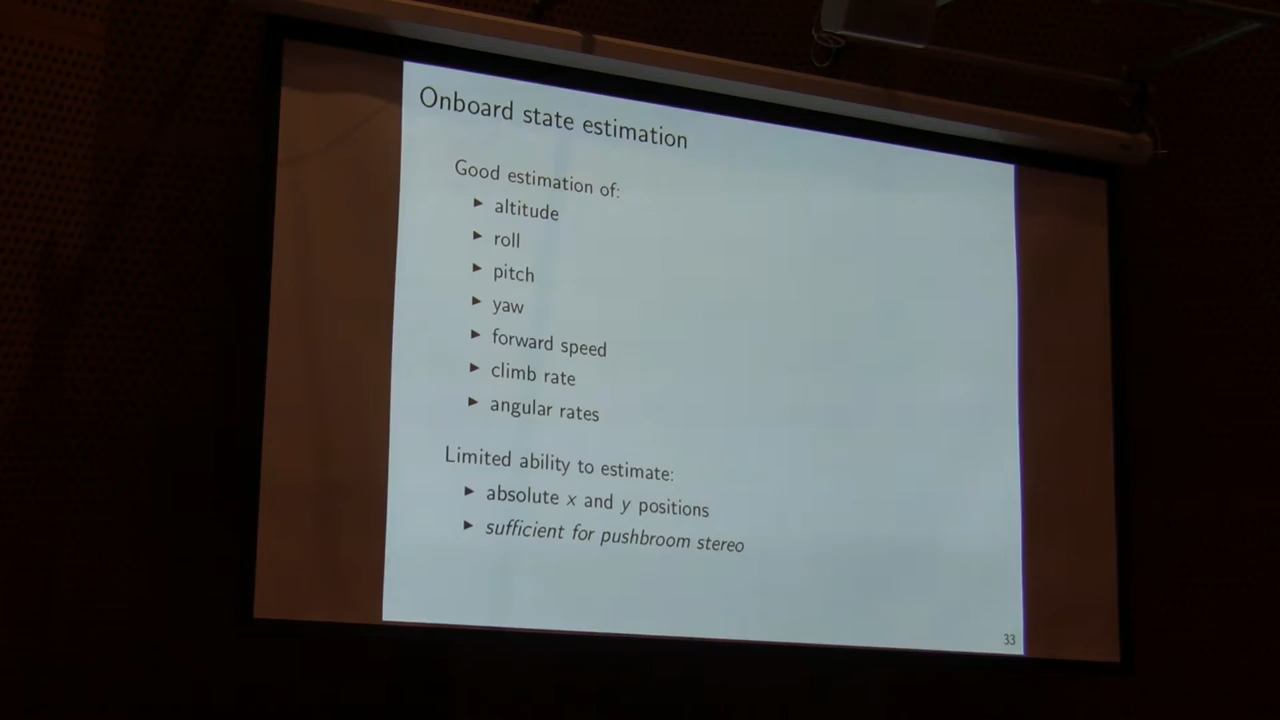 Onboard state estimation
Good estimation of:
▶ altitude
▶ roll
▶ pitch
▶ yaw
▶ forward speed
▶ climb rate
▶ angular rates
Limited ability to estimate:
▶ absolute x and y positions
▶ sufficient for pushbroom stereo
33